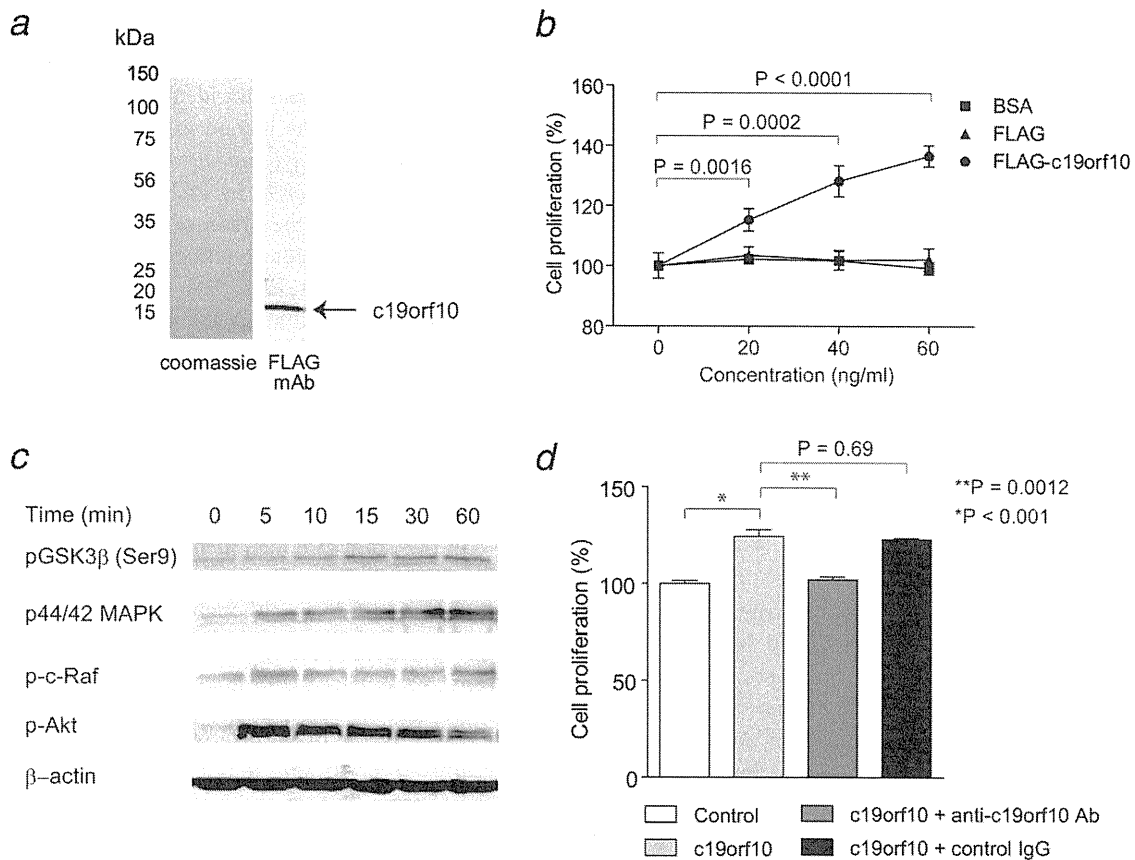 a
kDa
150
100
75
56
35
25
20
15
c19orf10
coomassie
FLAG
mAb
b
160
140
120
100
80
Cell proliferation (%)
P < 0.0001
P = 0.0002
P = 0.0016
BSA
FLAG
FLAG-c19orf10
0 20 40 60
Concentration (ng/ml)
c
Time (min) 0 5 10 15 30 60
pGSK3β (Ser9)
p44/42 MAPK
p-c-Raf
p-Akt
β–actin
d
P = 0.69
* **
**P = 0.0012
*P < 0.001
150
100
50
0
Cell proliferation (%)
Control
c19orf10
c19orf10 + anti-c19orf10 Ab
c19orf10 + control IgG